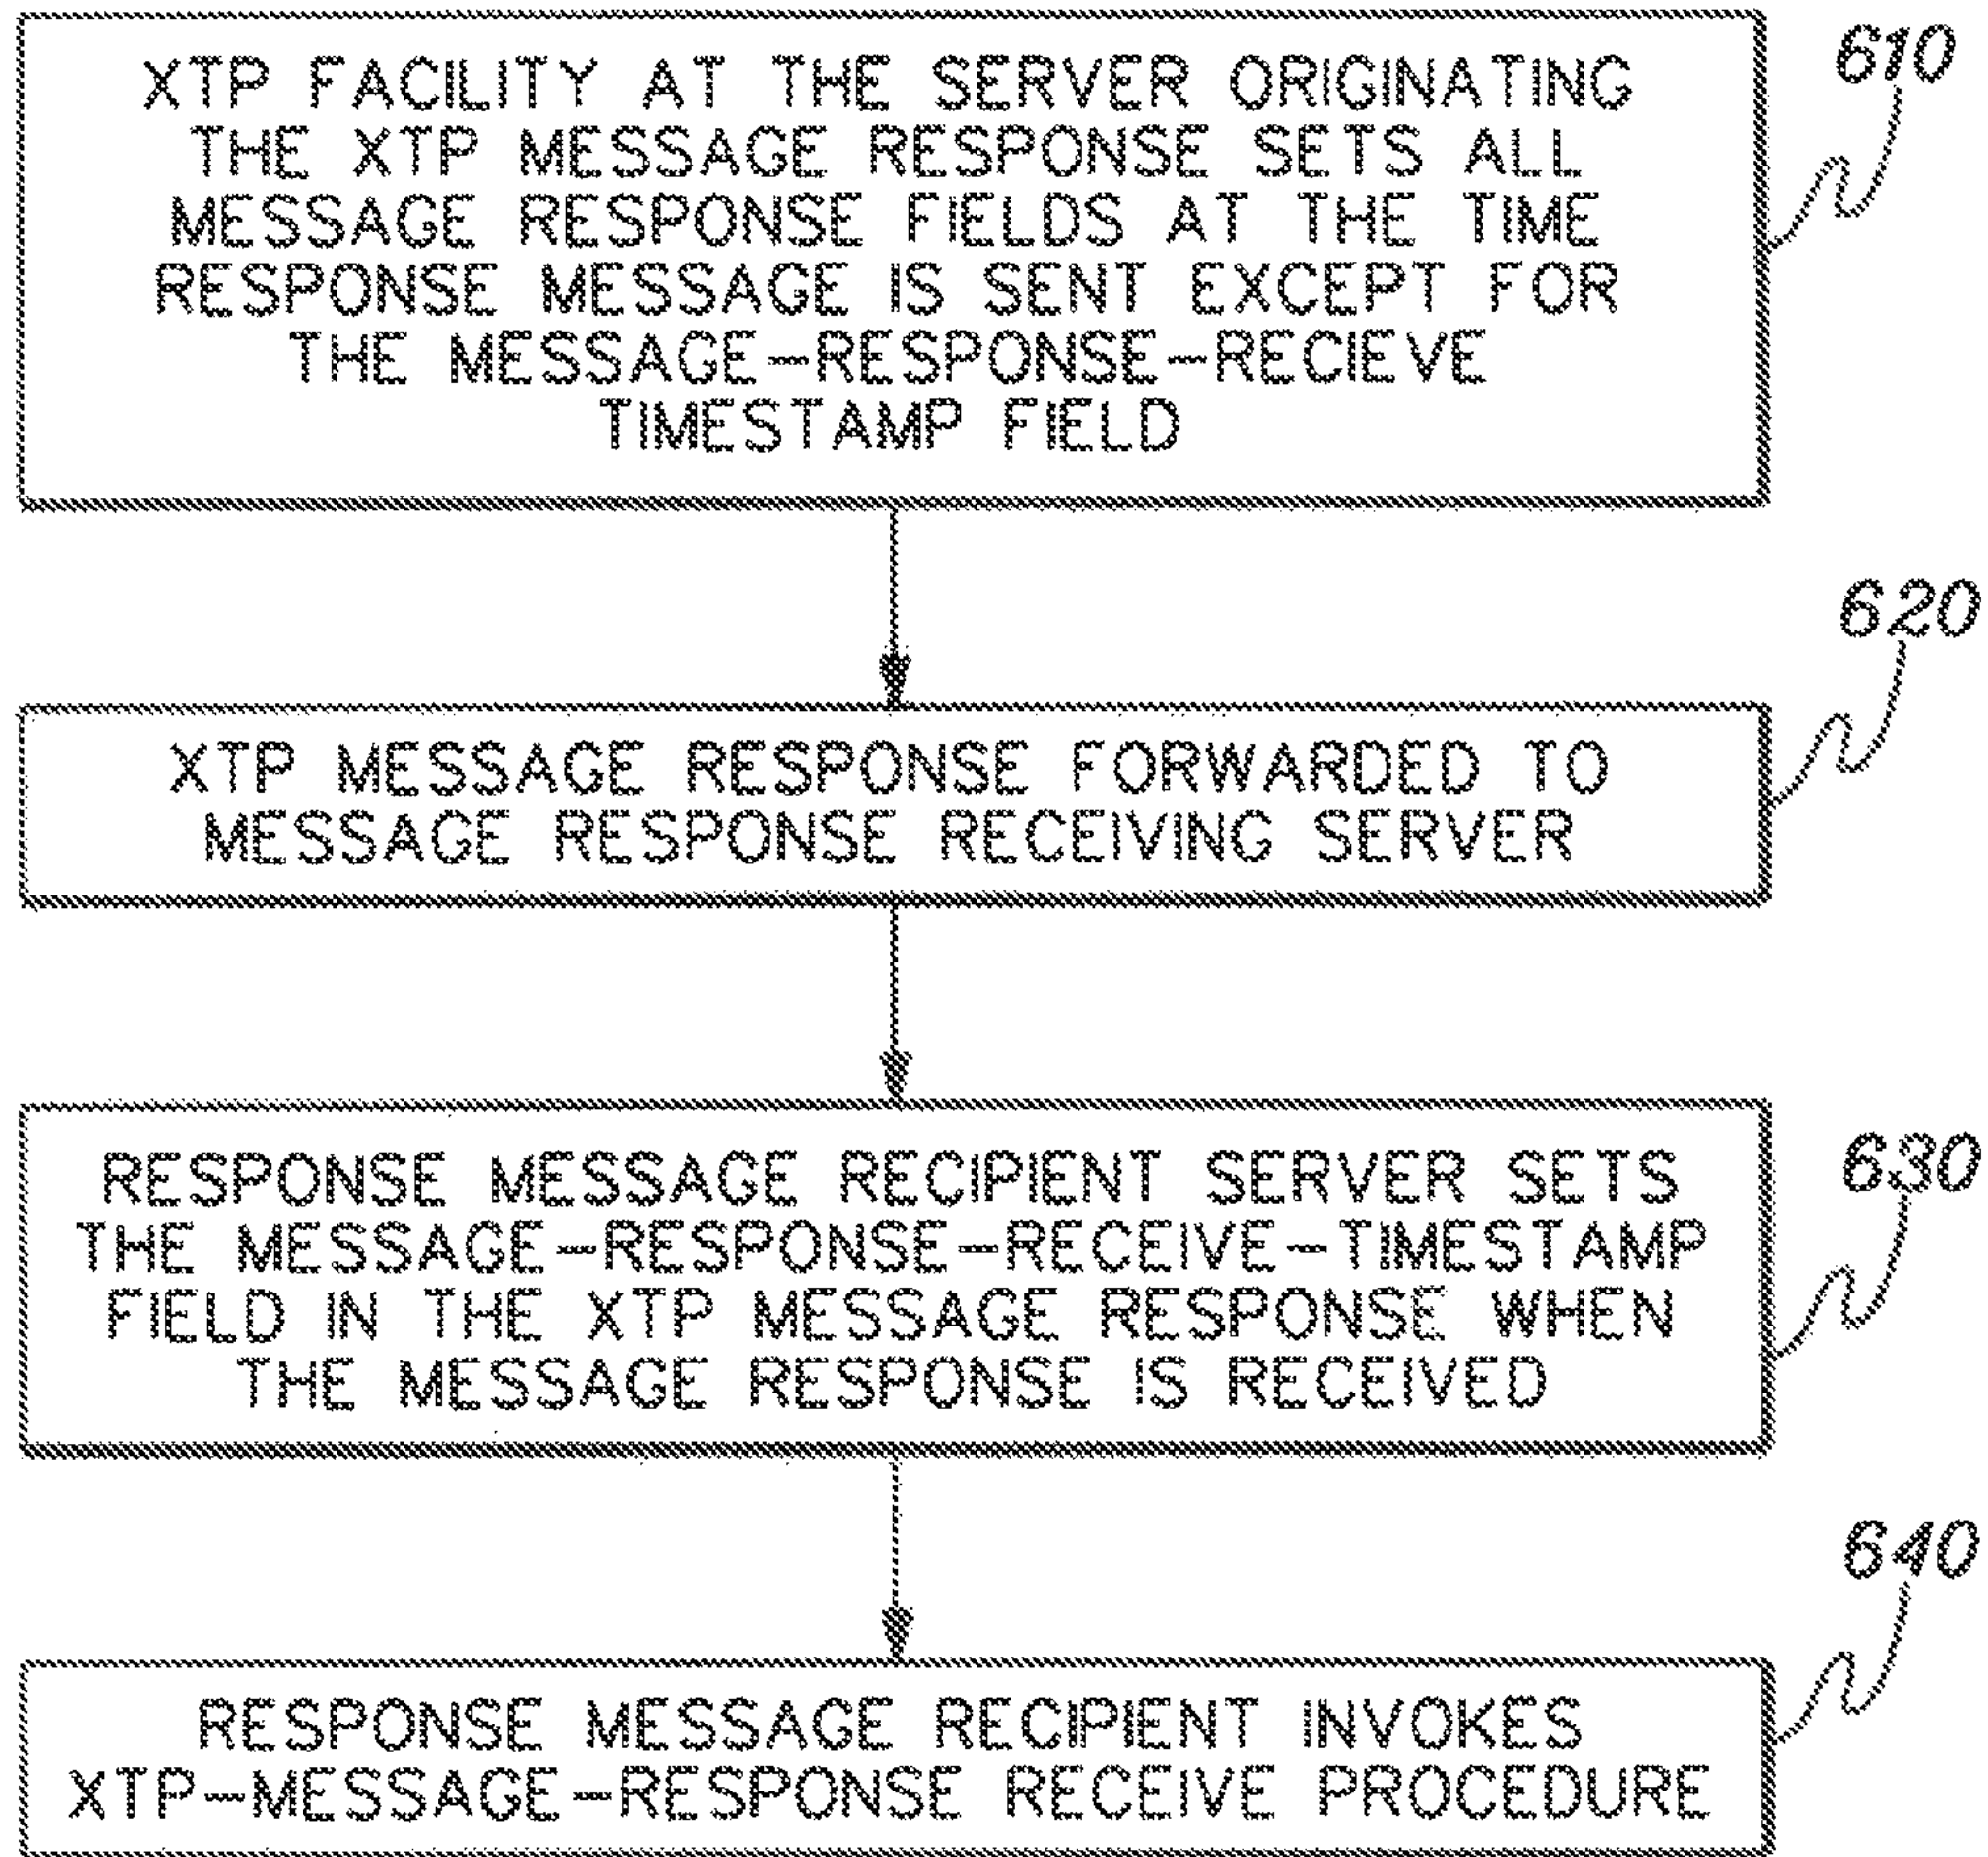 XTP FACILITY AT THE SERVER ORIGINATING
THE XTP MESSAGE RESPONSE SETS ALL
MESSAGE RESPONSE FIELDS AT THE TIME
RESPONSE MESSAGE IS SENT EXCEPT FOR
THE MESSAGE-RESPONSE-RECIEVE
TIMESTAMP FIELD
610
620
XTP MESSAGE RESPONSE FORWARDED TO
MESSAGE RESPONSE RECEIVING SERVER
630
RESPONSE MESSAGE RECIPIENT SERVER SETS
THE MESSAGE-RESPONSE-RECEIVE-TIMESTAMP
FIELD IN THE XTP MESSAGE RESPONSE WHEN
THE MESSAGE RESPONSE IS RECEIVED
640
RESPONSE MESSAGE RECIPIENT INVOKES
XTP-MESSAGE-RESPONSE RECEIVE PROCEDURE